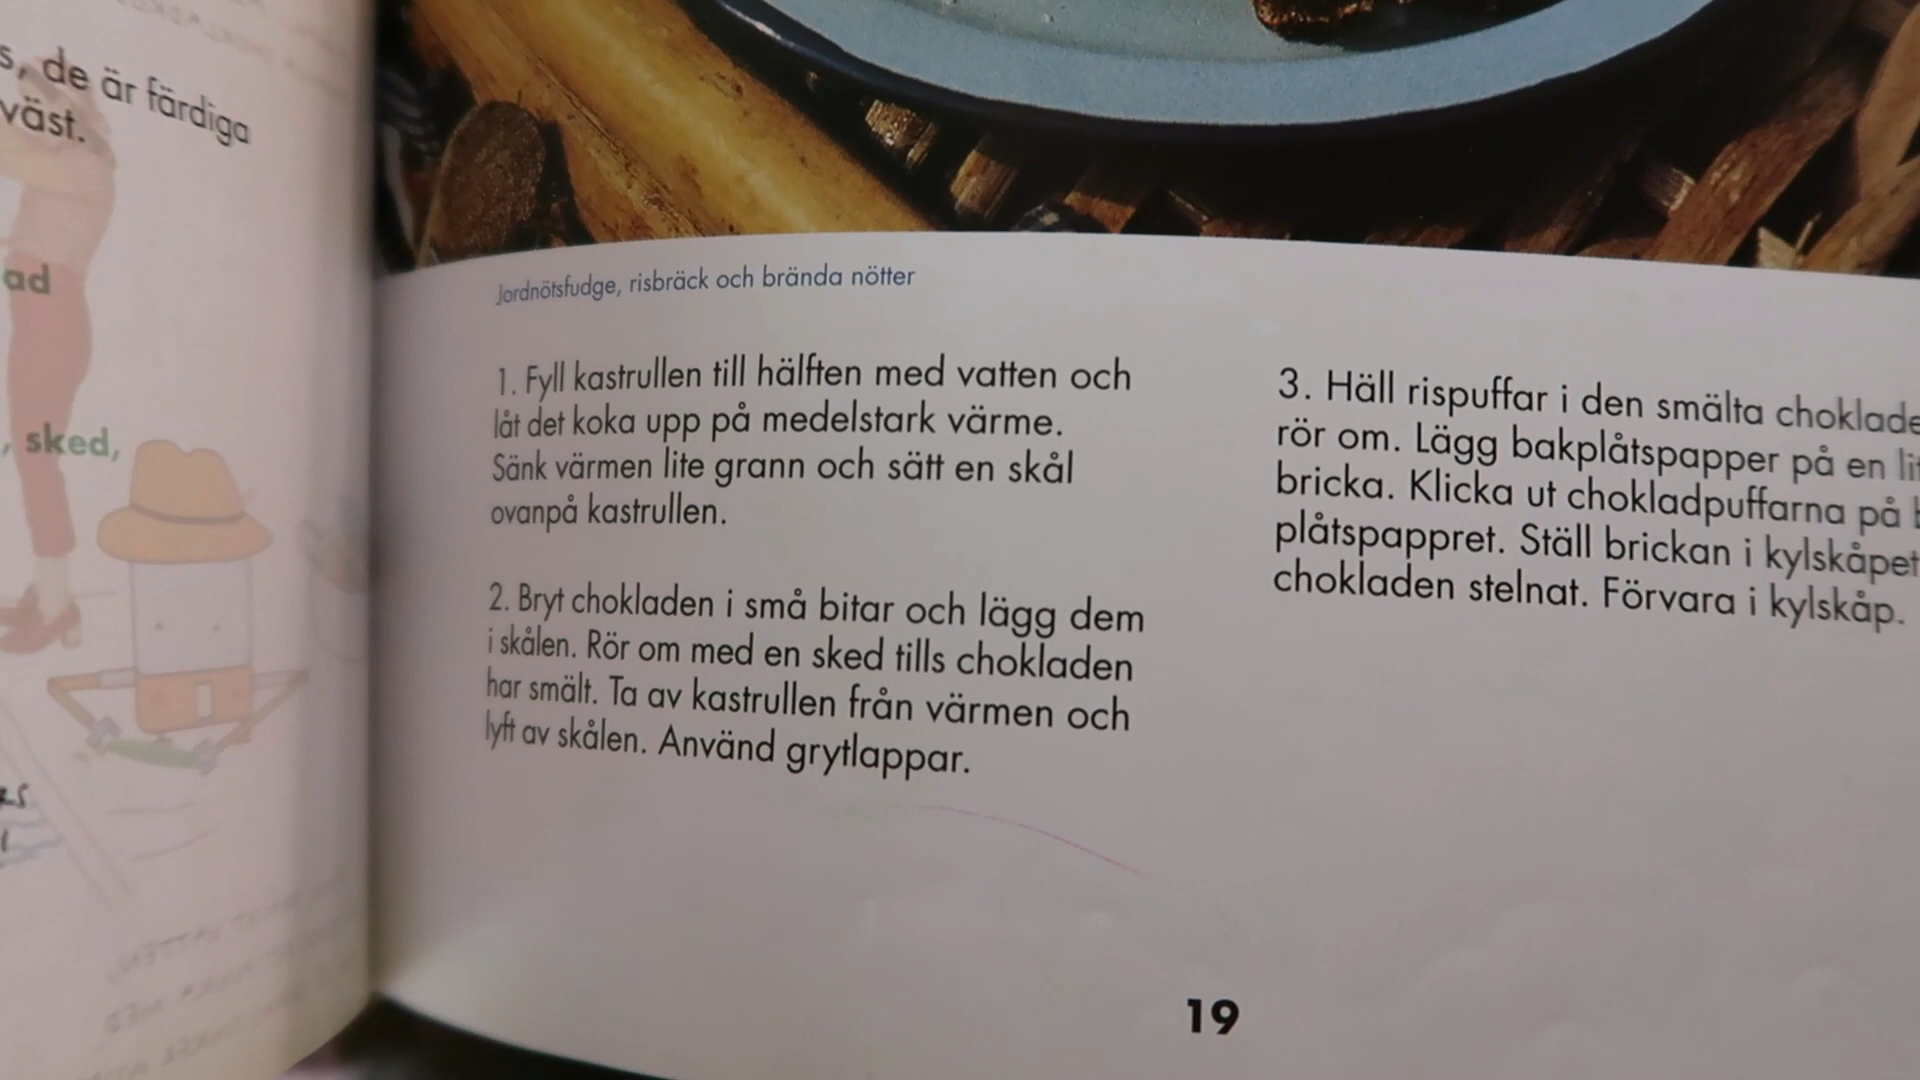 s, de är färdiga
väst.
ad
, sked,
Jordnötsfudge, risbräck och brända nötter
1. Fyll kastrullen till hälften med vatten och
låt det koka upp på medelstark värme.
Sänk värmen lite grann och sätt en skål
ovanpå kastrullen.
2. Bryt chokladen i små bitar och lägg dem
i skålen. Rör om med en sked tills chokladen
har smält. Ta av kastrullen från värmen och
lyft av skålen. Använd grytlappar.
3. Häll rispuffar i den smälta choklade
rör om. Lägg bakplåtspapper på en lit
bricka. Klicka ut chokladpuffarna på b
plåtspappret. Ställ brickan i kylskåpet
chokladen stelnat. Förvara i kylskåp.
19